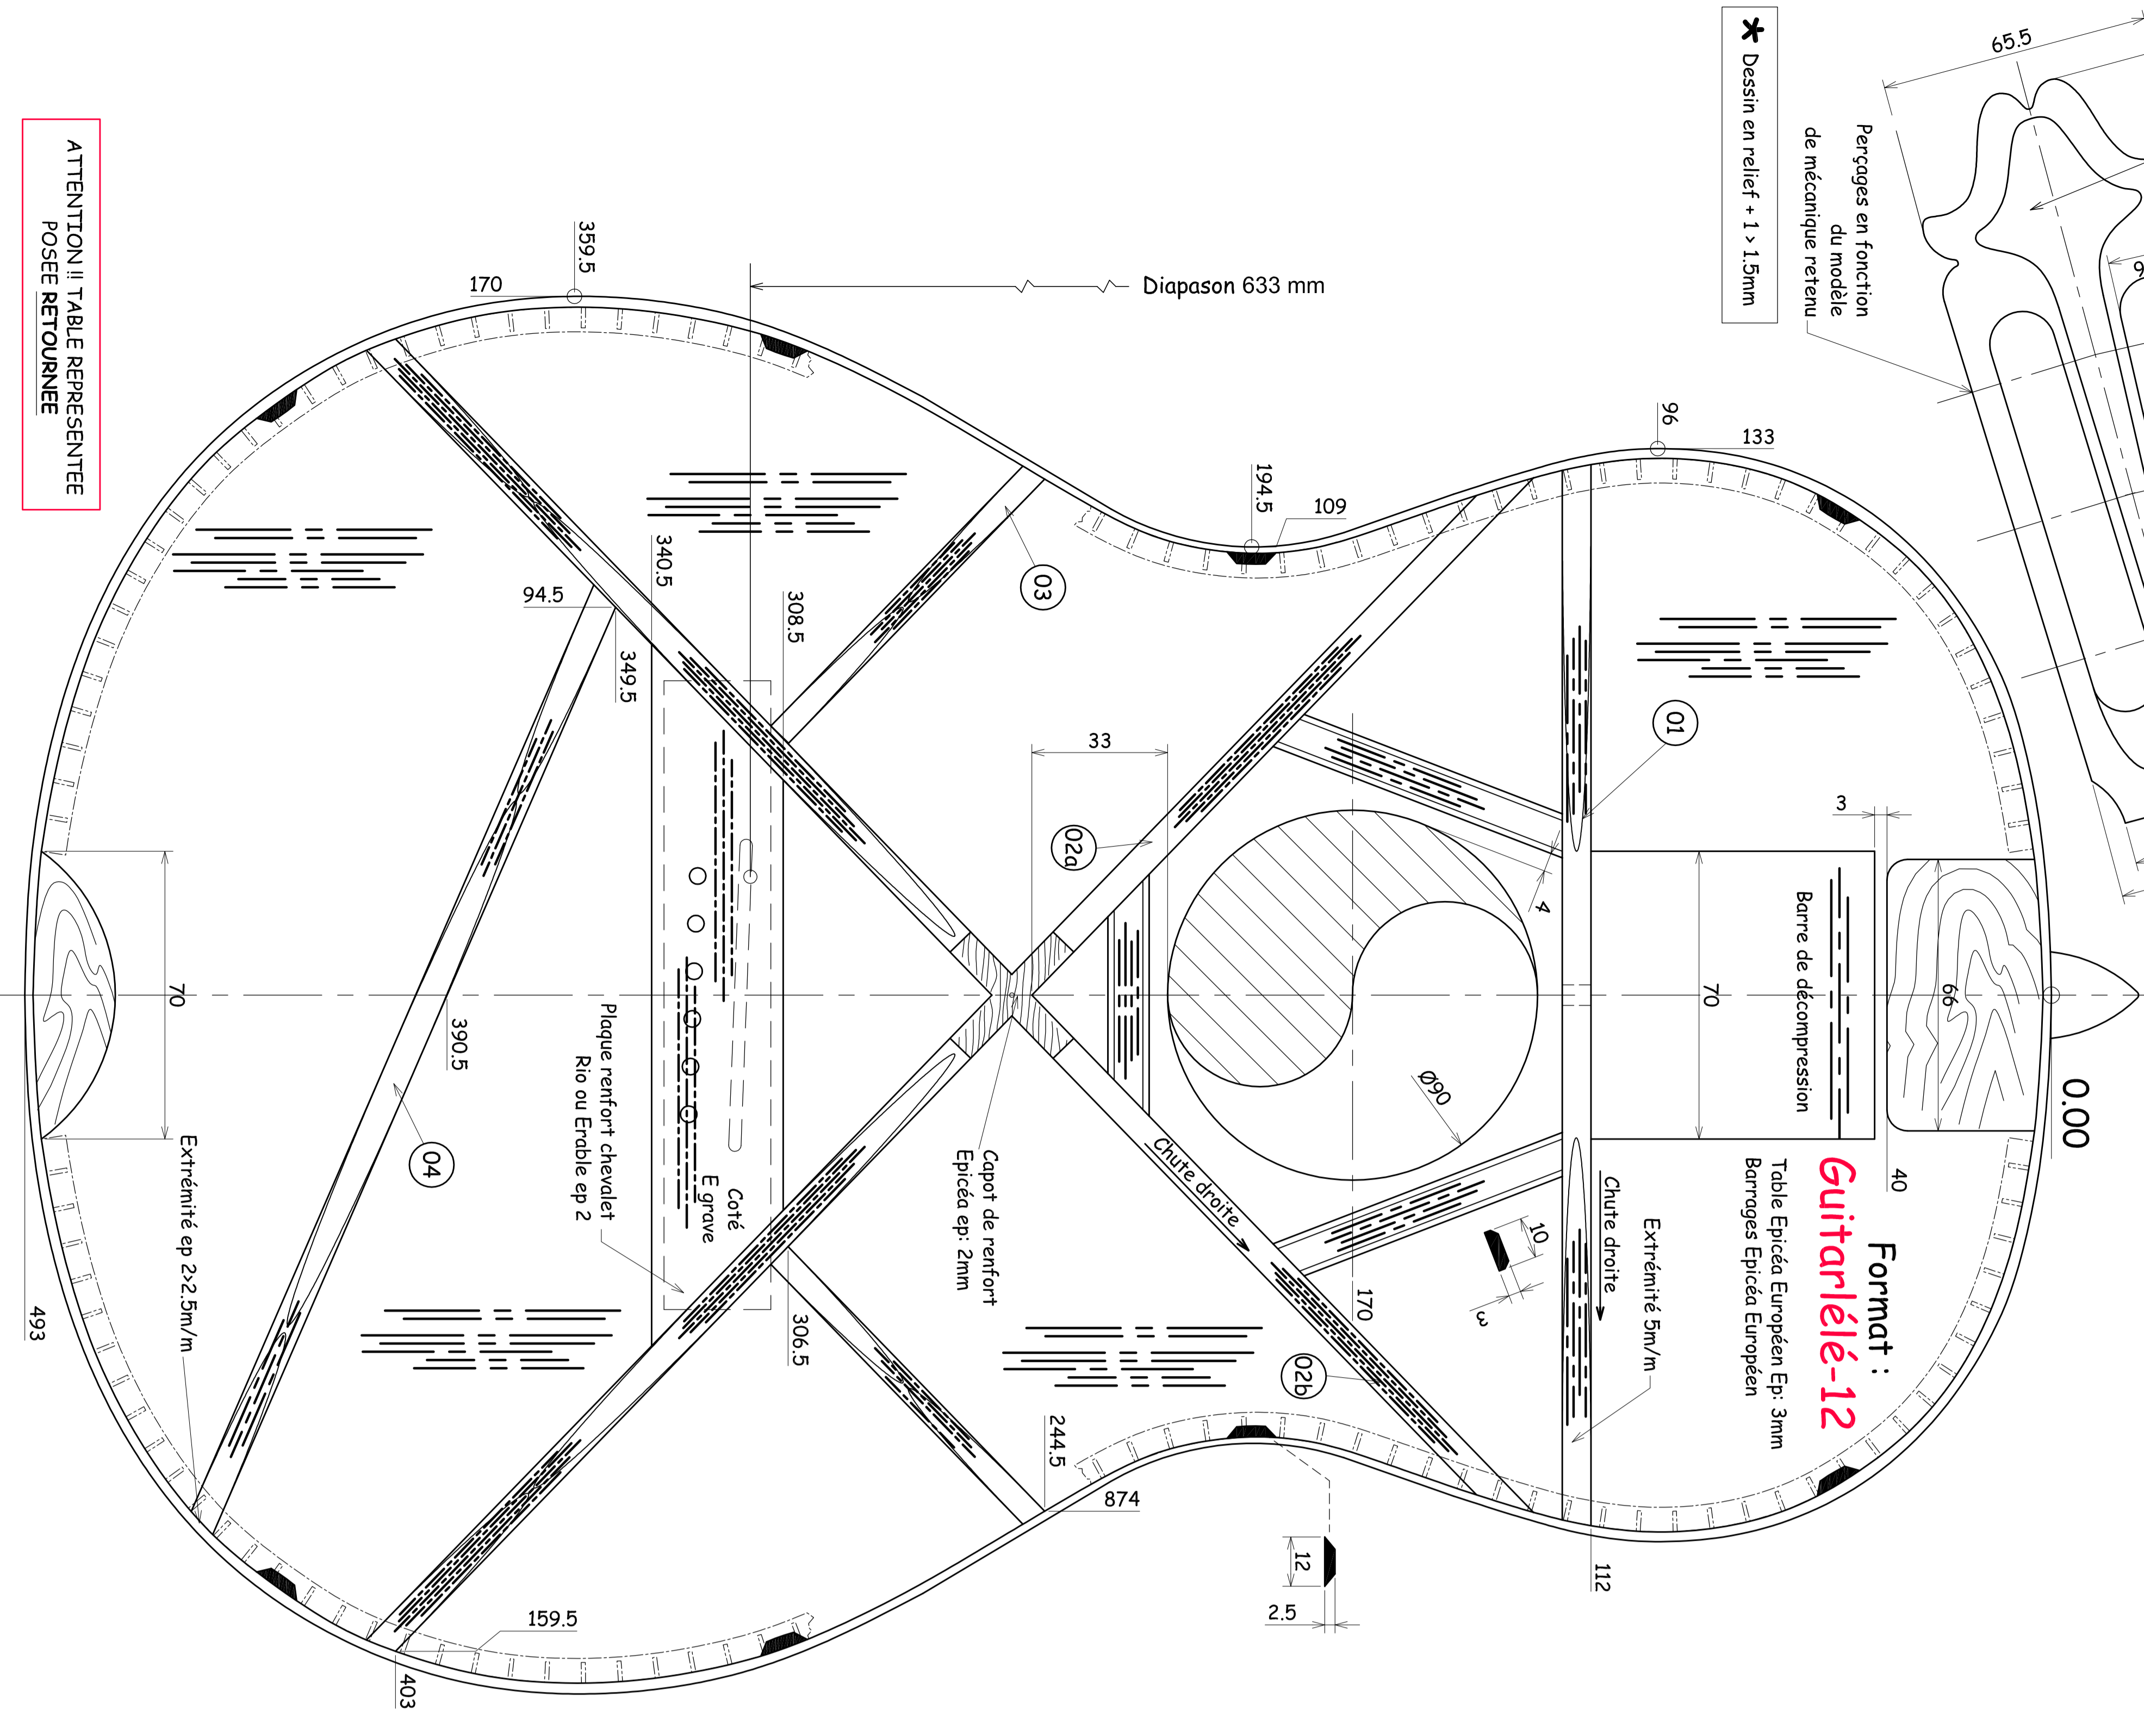 65.5
9
* Dessin en relief + 1 > 1.5mm
Perçages en fonction
du modèle
de mécanique retenu
ATTENTION !! TABLE REPRESENTEE
POSEE RETOURNEE
359.5
170
Diapason 633 mm
96
133
194.5
109
340.5
94.5
349.5
308.5
03
01
33
02a
3
4
70
70
66
Barre de décompression
Ø90
390.5
04
0.00
40
Format :
Guitarlélé-12
Table Epicéa Européen Ep: 3mm
Barrages Epicéa Européen
Extrémité 5m/m
Chute droite
Chute droite
10
3
170
Capot de renfort
Epicéa ep: 2mm
Coté
E grave
Plaque renfort chevalet
Rio ou Erable ep 2
Extrémité ep 2>2.5m/m
493
306.5
02b
244.5
874
112
12
2.5
159.5
403